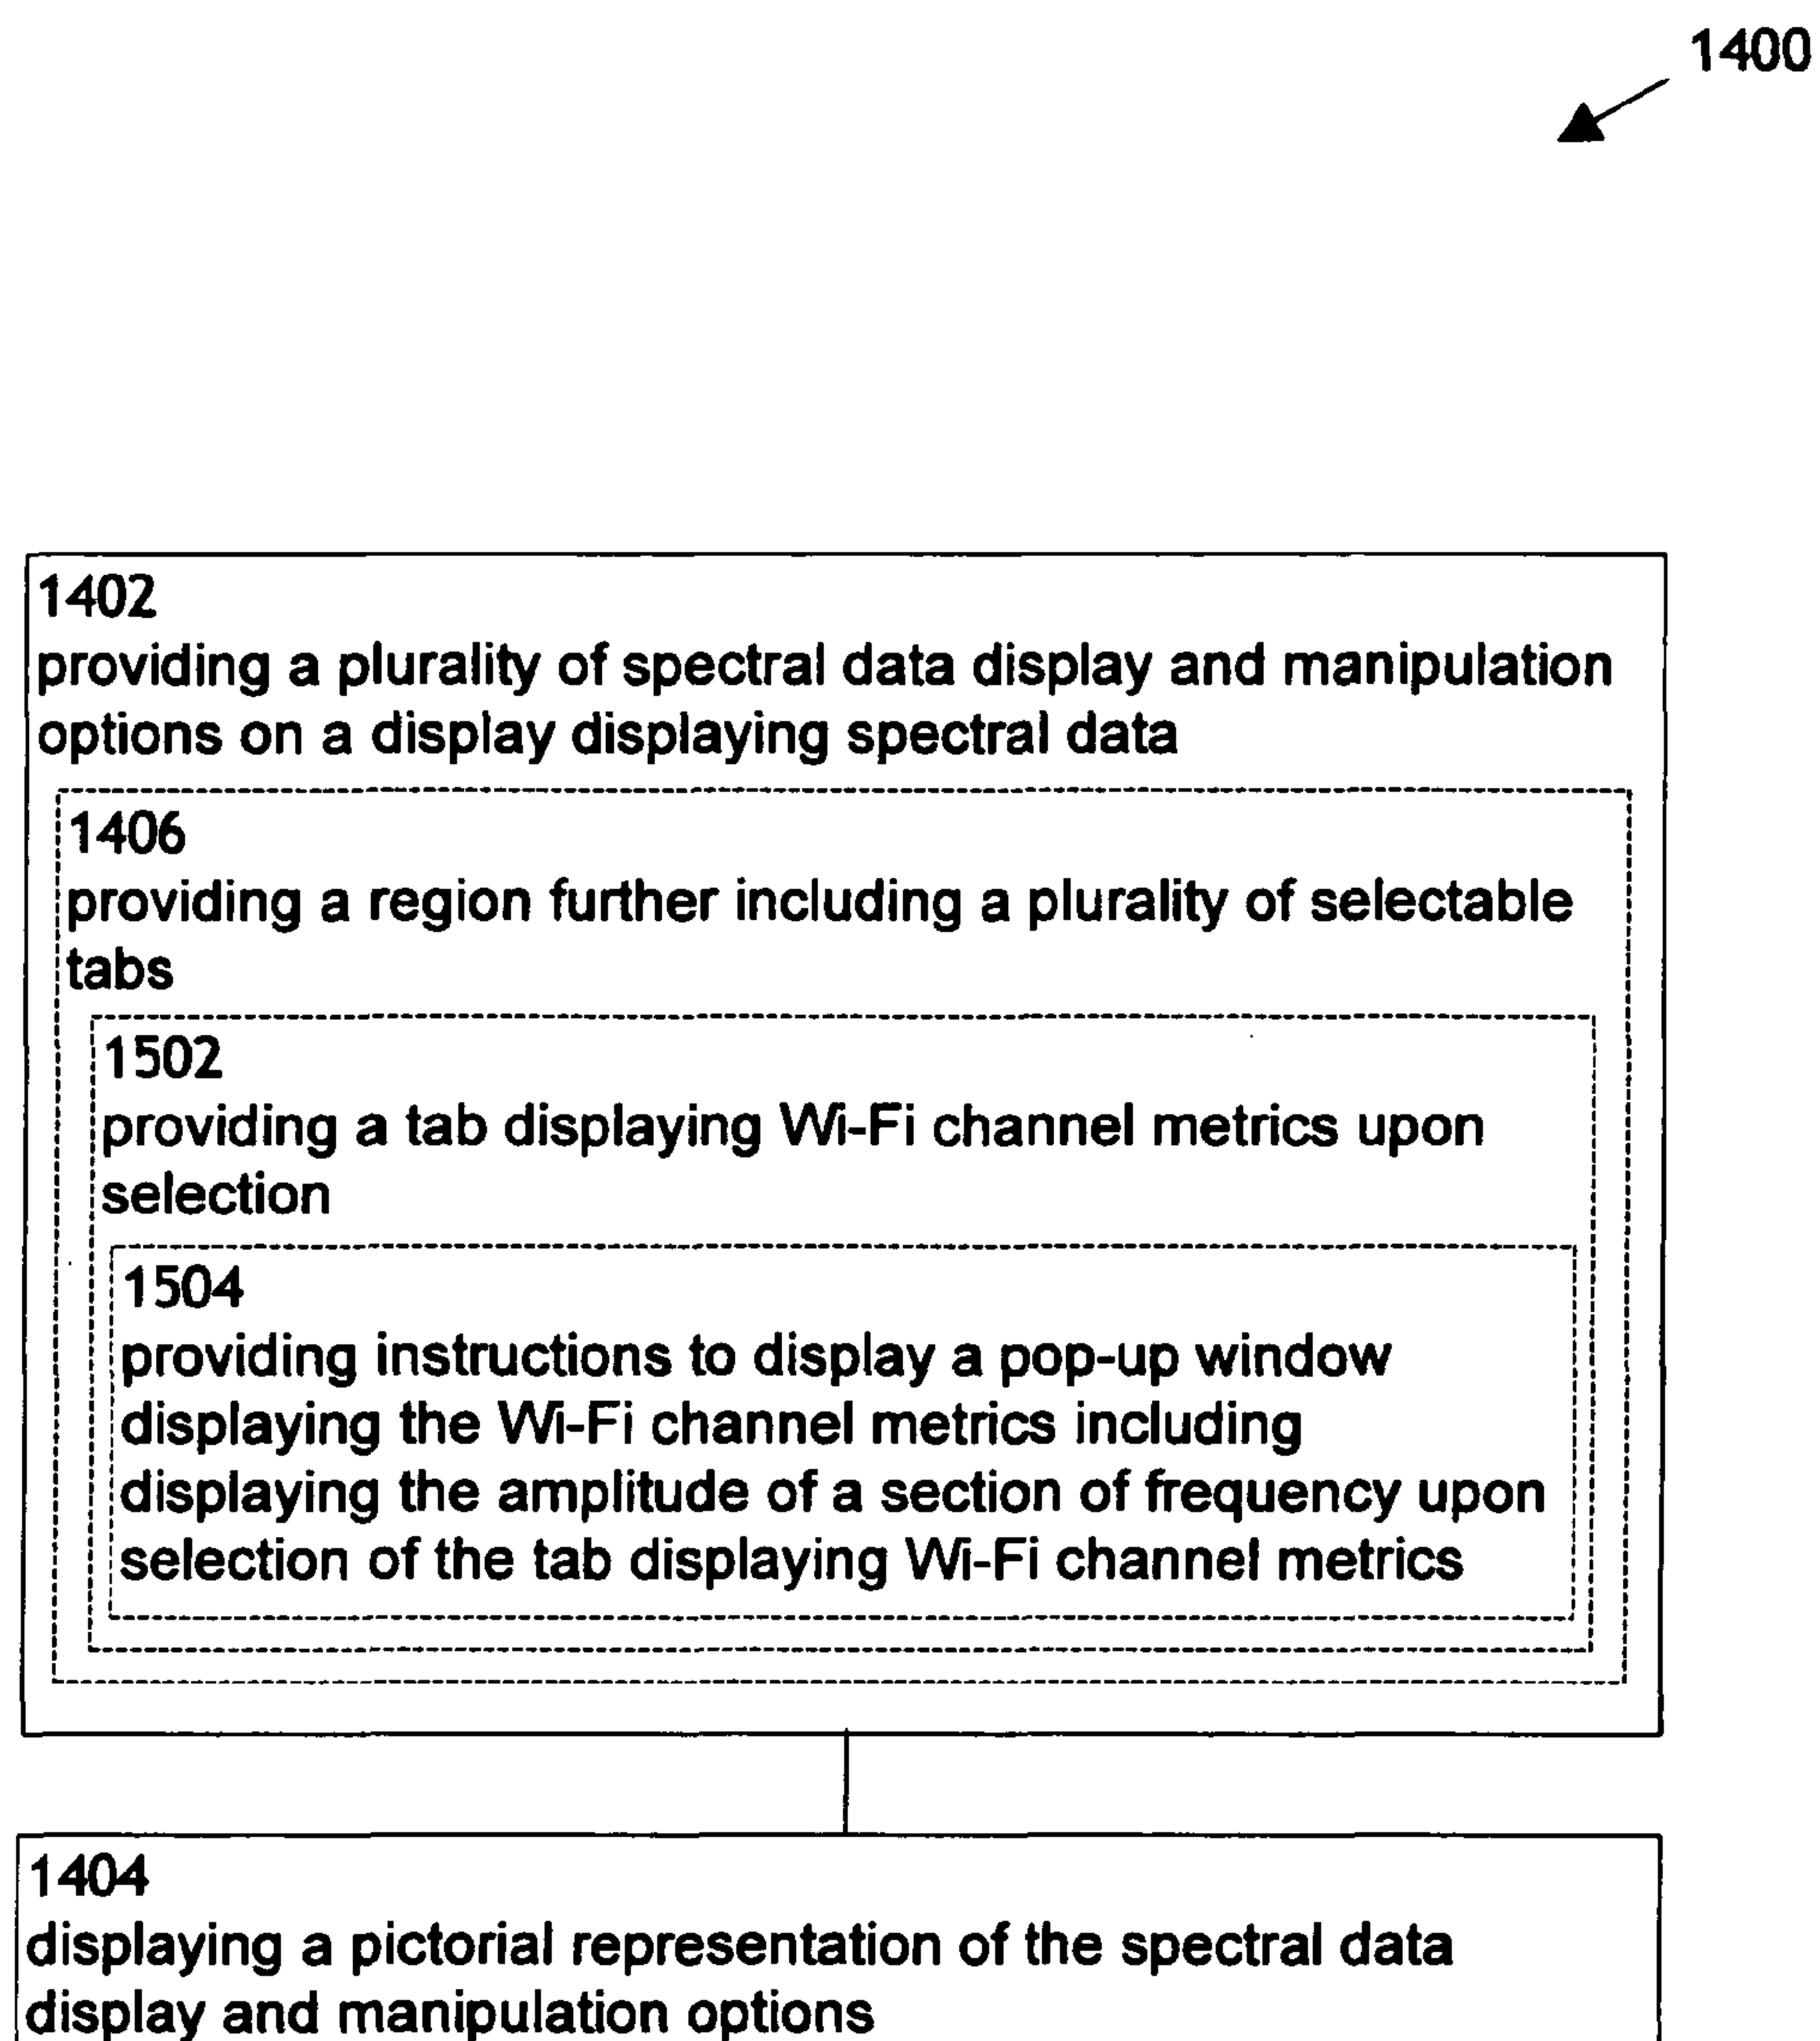 1400
1402
providing a plurality of spectral data display and manipulation
options on a display displaying spectral data
1406
providing a region further including a plurality of selectable
tabs
1502
providing a tab displaying Wi-Fi channel metrics upon
selection
1504
providing instructions to display a pop-up window
displaying the Wi-Fi channel metrics including
displaying the amplitude of a section of frequency upon
selection of the tab displaying Wi-Fi channel metrics
1404
displaying a pictorial representation of the spectral data
display and manipulation options